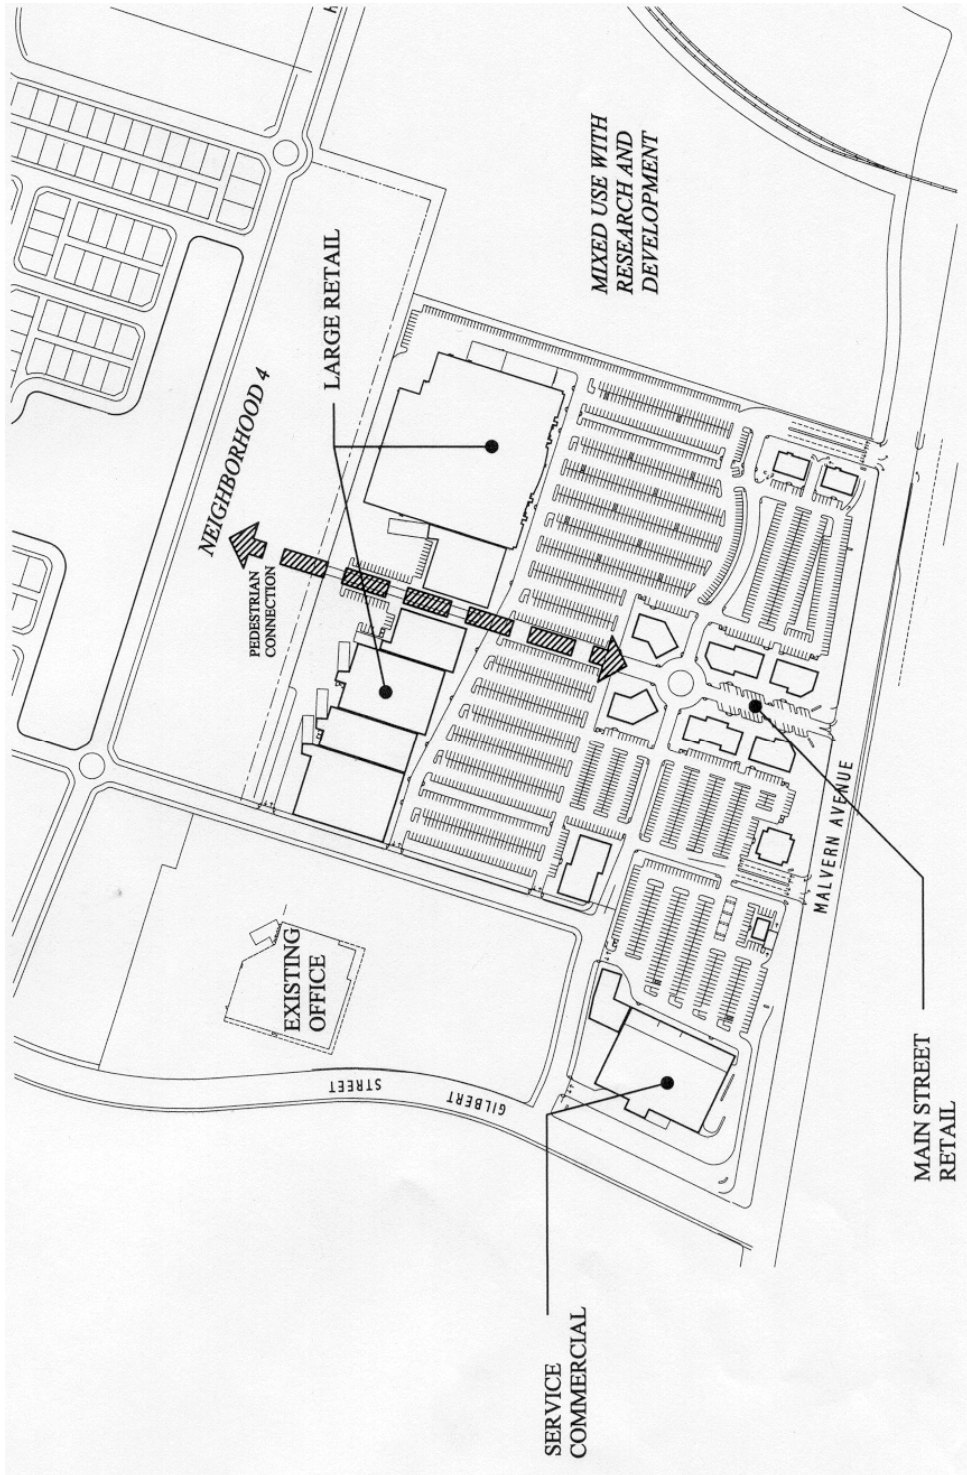 NEIGHBORHOOD 4
PEDESTRIAN
CONNECTION
EXISTING
OFFICE
LARGE RETAIL
GILBERT STREET
SERVICE
COMMERCIAL
MIXED USE WITH
RESEARCH AND
DEVELOPMENT
MALVERN AVENUE
MAIN STREET
RETAIL